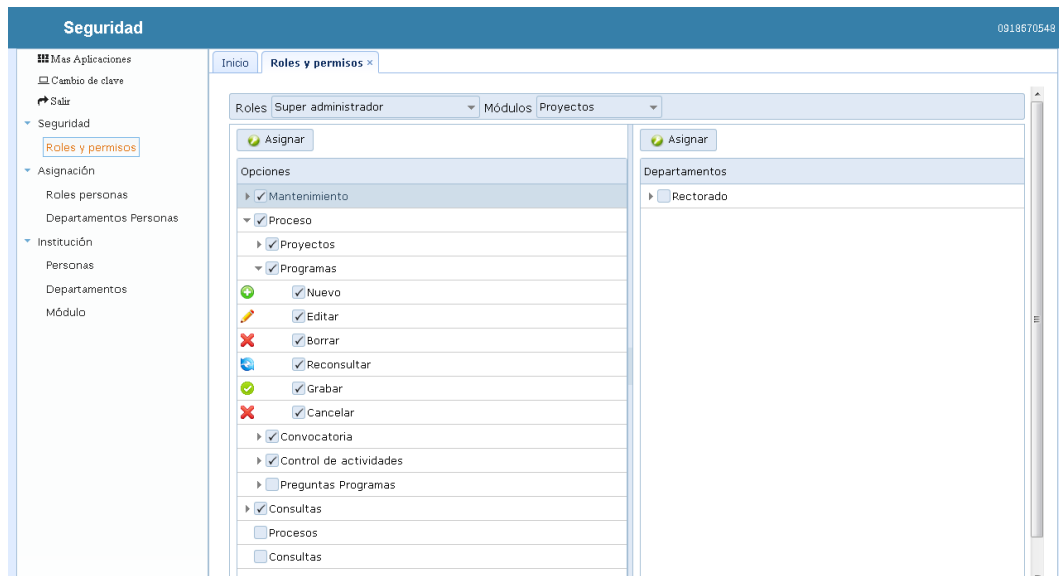 Seguridad
0918670548
Mas Aplicaciones
Cambio de clave
Salir
Seguridad
Roles y permisos
Asignación
Roles personas
Departamentos Personas
Institución
Personas
Departamentos
Módulo
Inicio
Roles y permisos ×
Roles Super administrador Módulos Proyectos
Asignar
Opciones
Mantenimiento
Proceso
Proyectos
Programas
Nuevo
Editar
Borrar
Reconsultar
Grabar
Cancelar
Convocatoria
Control de actividades
Preguntas Programas
Consultas
Procesos
Consultas
Asignar
Departamentos
Rectorado